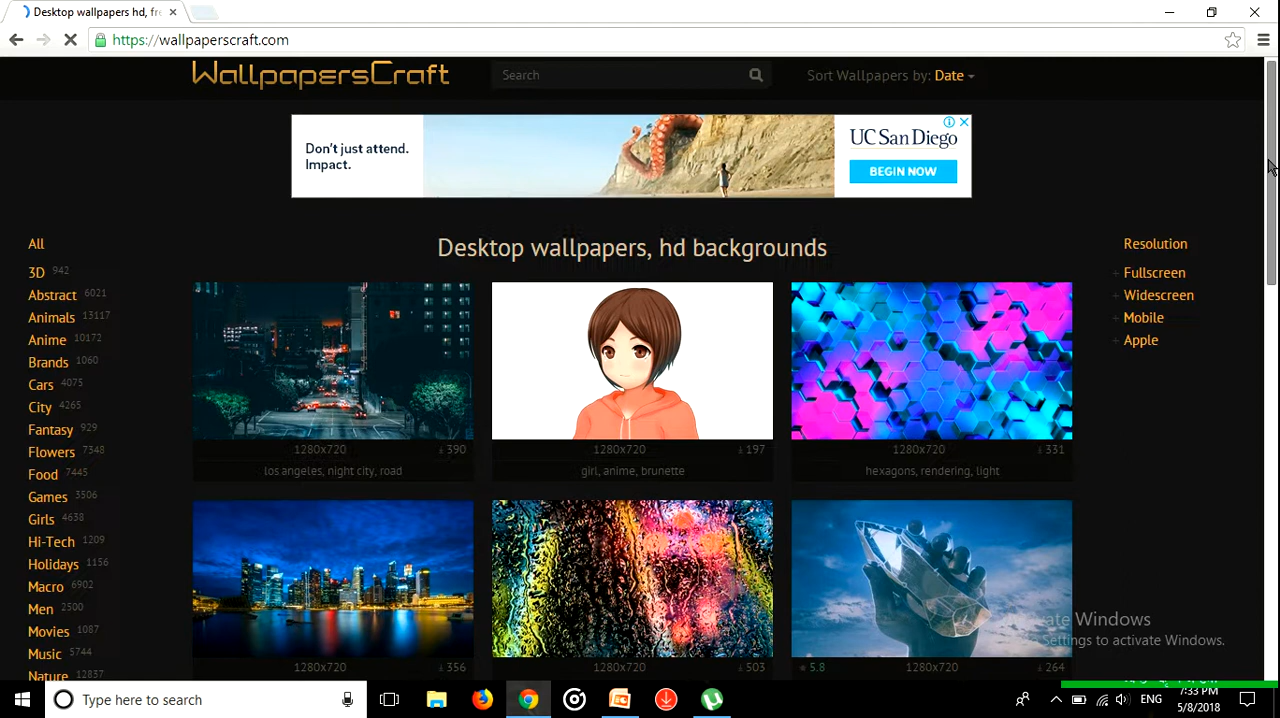 Desktop wallpapers hd, fre
https://wallpaperscraft.com
WallpapersCraft
Search
Sort Wallpapers by: Date
Don't just attend.
Impact.
UC San Diego
BEGIN NOW
Desktop wallpapers, hd backgrounds
All
3D 942
Abstract 6021
Animals 13117
Anime 10172
Brands 1060
Cars 4075
City 4265
Fantasy 929
Flowers 7548
Food 7445
Games 3506
Girls 4638
Hi-Tech 1209
Holidays 1156
Macro 6902
Men 2500
Movies 1087
Music 5744
Nature 12837
1280x720 390
los angeles, night city, road
1280x720 197
girl, anime, brunette
1280x720 331
hexagons, rendering, light
1280x720 356
1280x720 503
5.8 1280x720 264
Resolution
+ Fullscreen
+ Widescreen
+ Mobile
+ Apple
ate Windows
Settings to activate Windows.
Type here to search
ENG
7:33 PM
5/8/2018